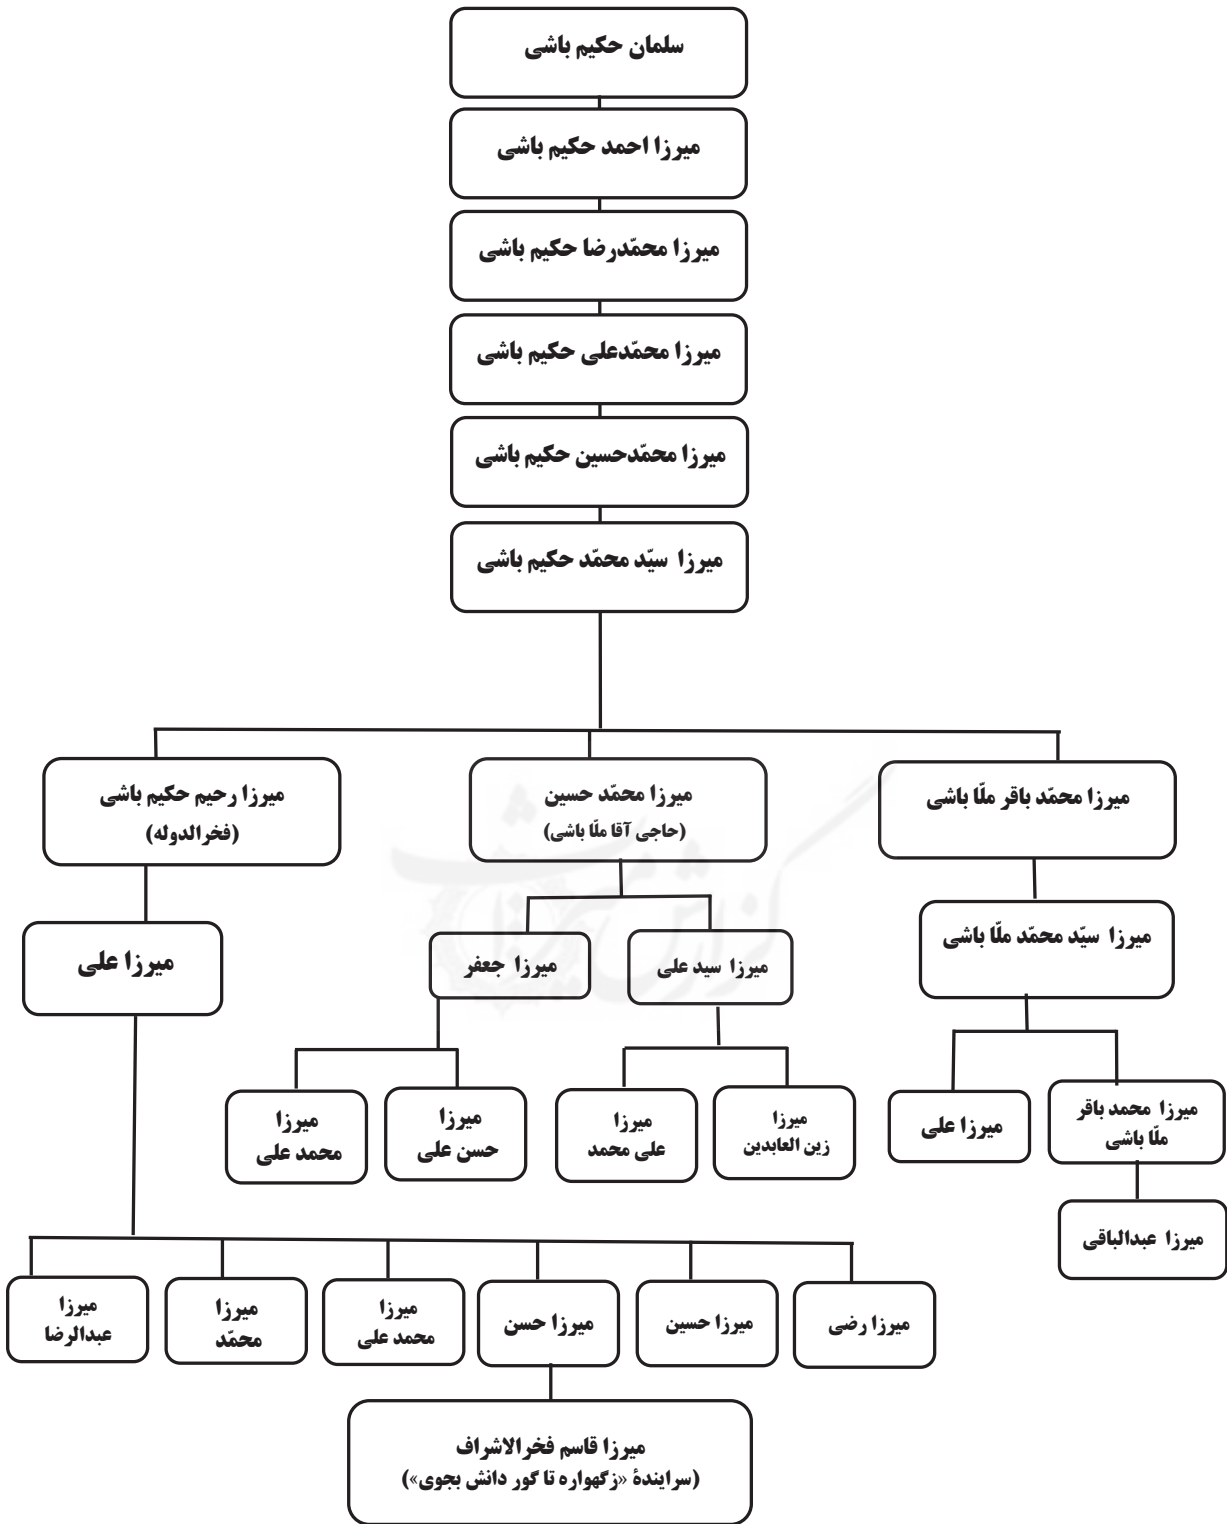 سلمان حکیم باشی
میرزا احمد حکیم باشی
میرزا محمّدرضا حکیم باشی
میرزا محمّدعلی حکیم باشی
میرزا محمّدحسین حکیم باشی
میرزا سیّد محمّد حکیم باشی
میرزا محمّد باقر ملّا باشی
میرزا محمّد حسین
(حاجی آقا ملّا باشی)
میرزا رحیم حکیم باشی
(فخرالدوله)
میرزا سیّد محمّد ملّا باشی
میرزا سید علی
میرزا جعفر
میرزا علی
میرزا محمد باقر
ملّا باشی
میرزا علی
میرزا
زین العابدین
میرزا
علی محمد
میرزا
حسن علی
میرزا
محمد علی
میرزا عبدالباقی
میرزا رضی
میرزا حسین
میرزا حسن
میرزا
محمد علی
میرزا
محمّد
میرزا
عبدالرضا
میرزا قاسم فخرالاشراف
(سرایندهٔ «زگهواره تا گور دانش بجوی»)
گزارش میراث